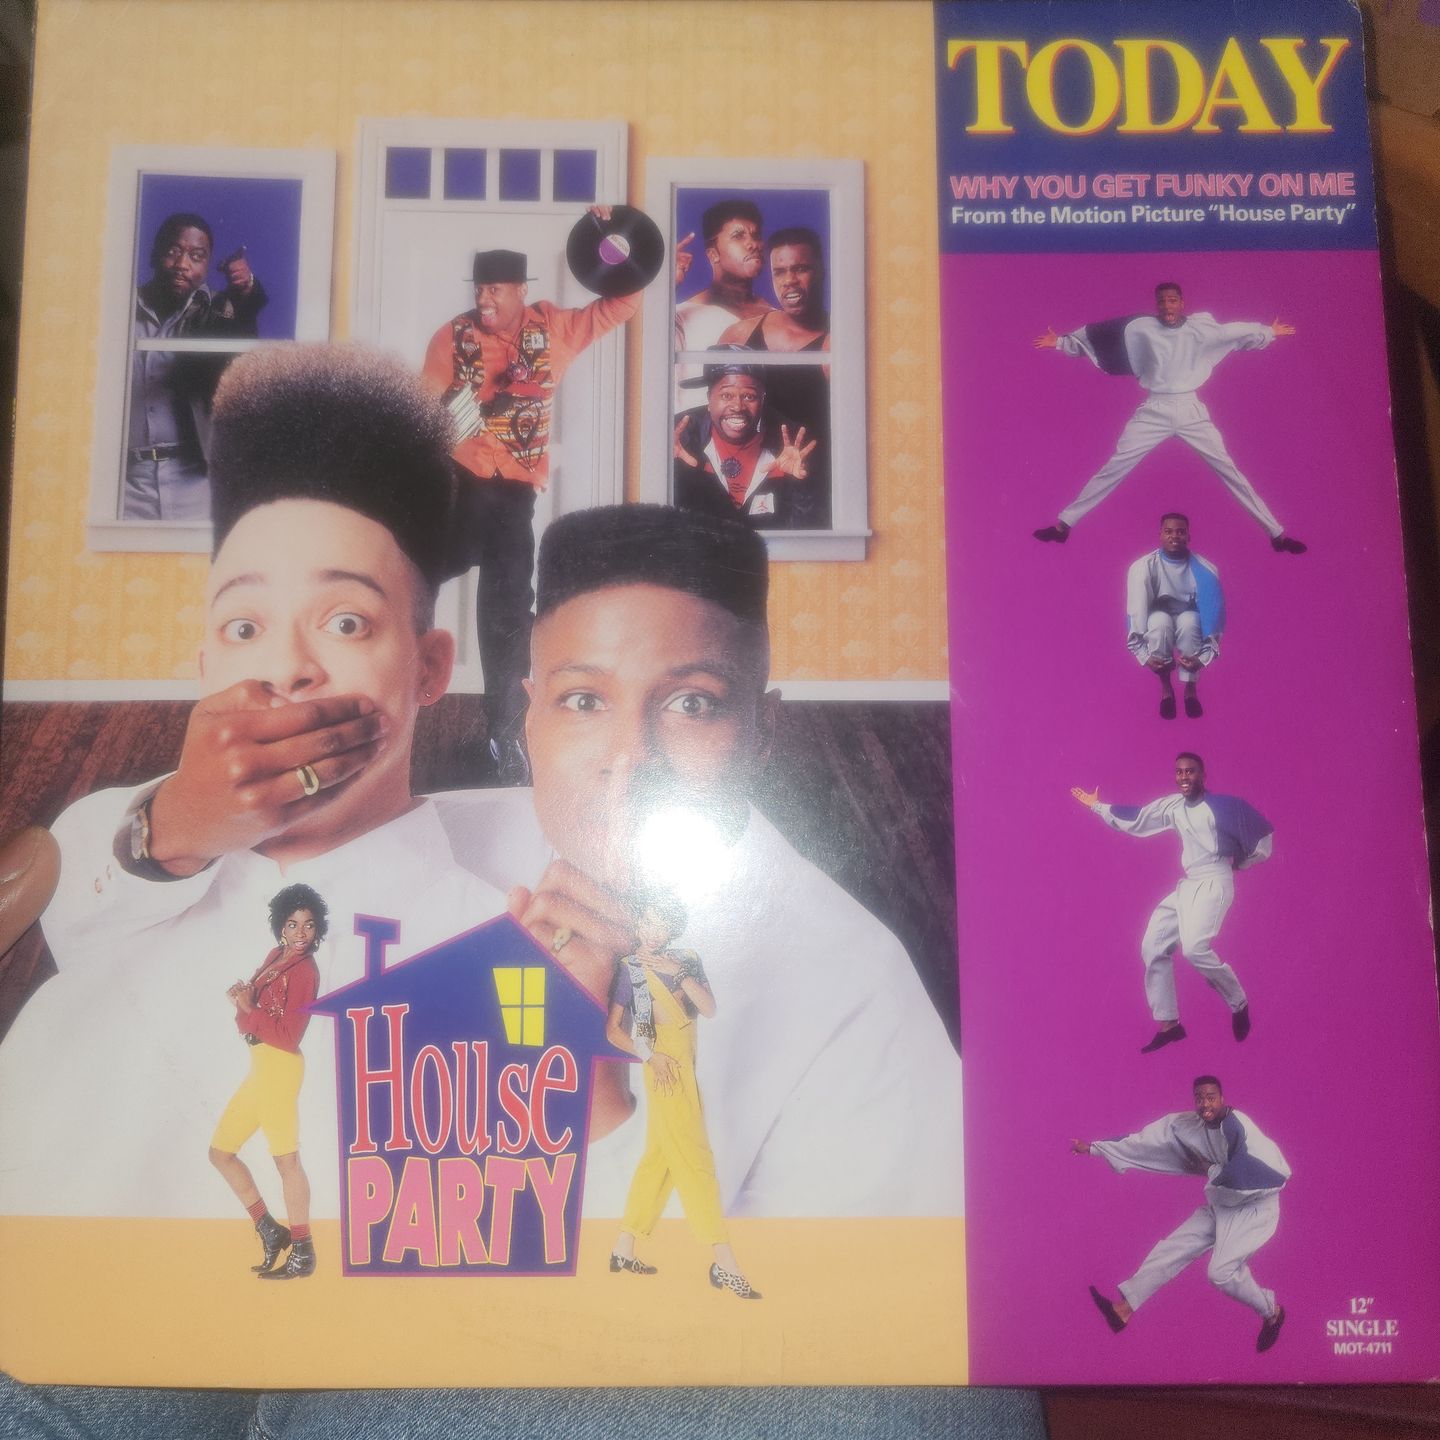 TODAY
WHY YOU GET FUNKY ON ME
From the Motion Picture "House Party"
House
PARTY
12"
SINGLE
MOT-4711